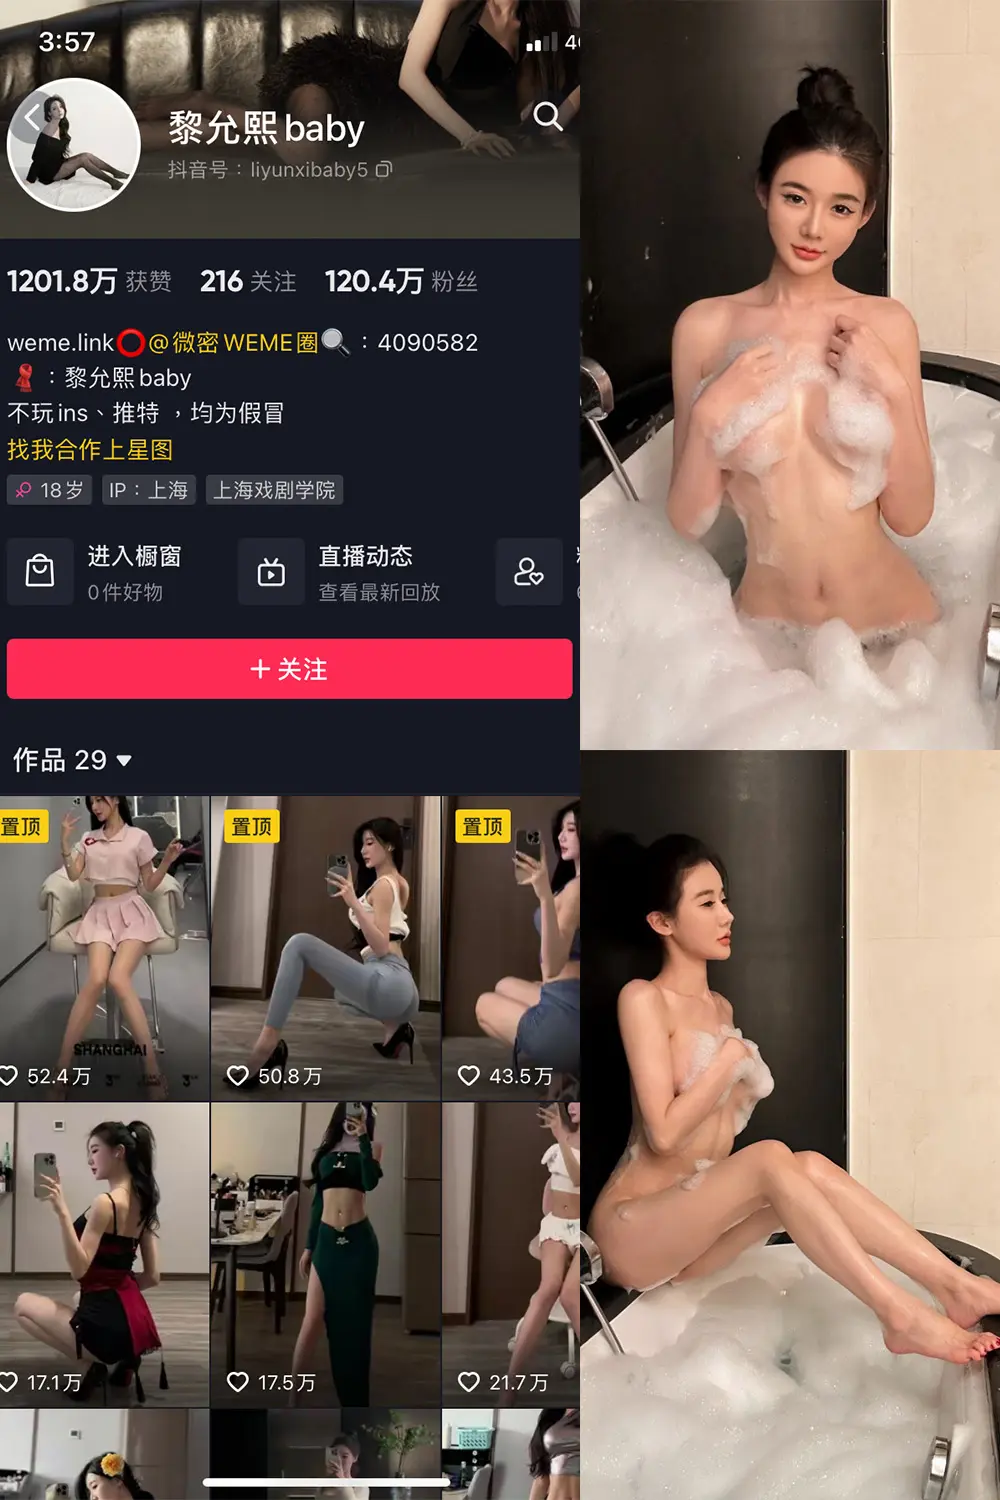 3:57
黎允熙baby
抖音号：liyunxibaby5
1201.8万 获赞 216 关注 120.4万 粉丝
weme.link⭕@微密WEME圈🔍：4090582
🧣：黎允熙baby
不玩ins、推特，均为假冒
找我合作上星图
♀ 18岁 IP：上海 上海戏剧学院
进入橱窗 直播动态
0件好物 查看最新回放
＋关注
作品 29
置顶 置顶 置顶
SHANGHAI
52.4万 50.8万 43.5万
17.1万 17.5万 21.7万